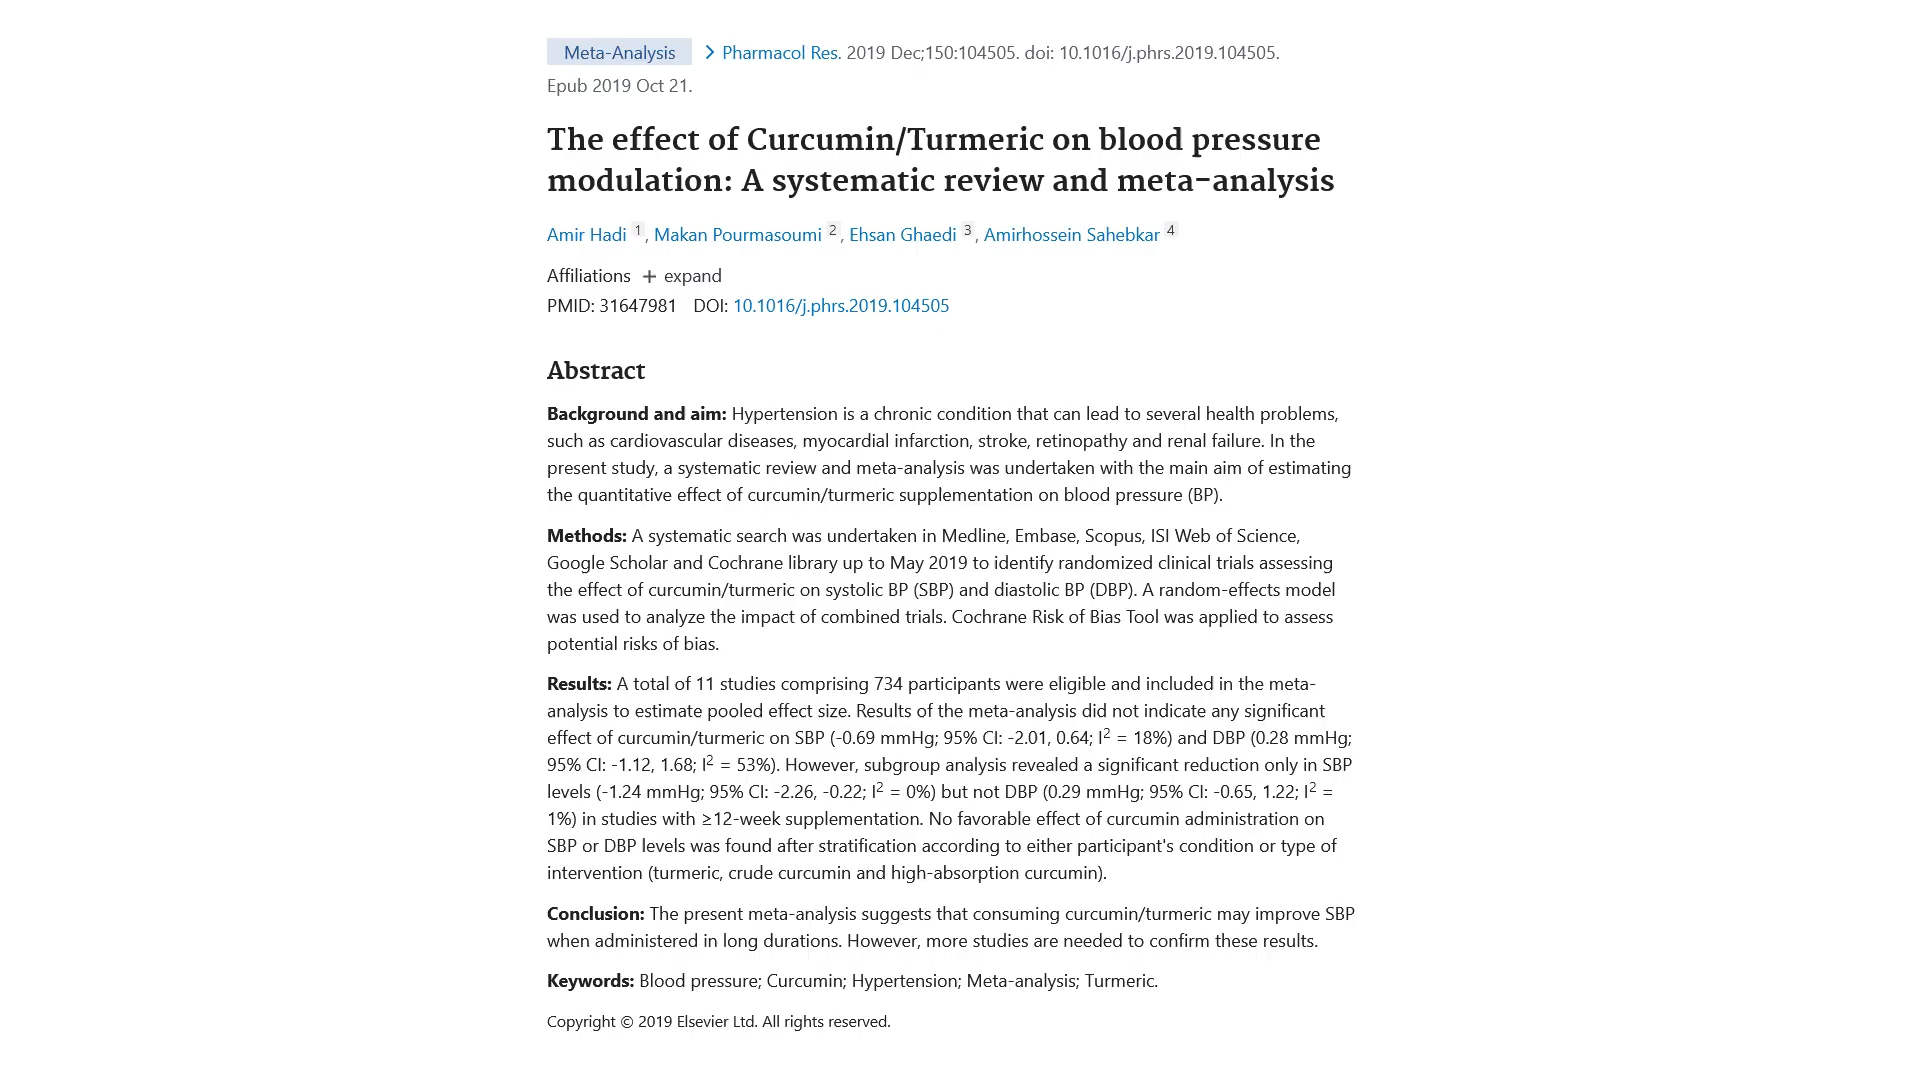 Meta-Analysis > Pharmacol Res. 2019 Dec;150:104505. doi: 10.1016/j.phrs.2019.104505.
Epub 2019 Oct 21.
The effect of Curcumin/Turmeric on blood pressure
modulation: A systematic review and meta-analysis
Amir Hadi 1, Makan Pourmasoumi 2, Ehsan Ghaedi 3, Amirhossein Sahebkar 4
Affiliations + expand
PMID: 31647981 DOI: 10.1016/j.phrs.2019.104505
Abstract
Background and aim: Hypertension is a chronic condition that can lead to several health problems,
such as cardiovascular diseases, myocardial infarction, stroke, retinopathy and renal failure. In the
present study, a systematic review and meta-analysis was undertaken with the main aim of estimating
the quantitative effect of curcumin/turmeric supplementation on blood pressure (BP).
Methods: A systematic search was undertaken in Medline, Embase, Scopus, ISI Web of Science,
Google Scholar and Cochrane library up to May 2019 to identify randomized clinical trials assessing
the effect of curcumin/turmeric on systolic BP (SBP) and diastolic BP (DBP). A random-effects model
was used to analyze the impact of combined trials. Cochrane Risk of Bias Tool was applied to assess
potential risks of bias.
Results: A total of 11 studies comprising 734 participants were eligible and included in the meta-
analysis to estimate pooled effect size. Results of the meta-analysis did not indicate any significant
effect of curcumin/turmeric on SBP (-0.69 mmHg; 95% CI: -2.01, 0.64; I² = 18%) and DBP (0.28 mmHg;
95% CI: -1.12, 1.68; I² = 53%). However, subgroup analysis revealed a significant reduction only in SBP
levels (-1.24 mmHg; 95% CI: -2.26, -0.22; I² = 0%) but not DBP (0.29 mmHg; 95% CI: -0.65, 1.22; I² =
1%) in studies with ≥12-week supplementation. No favorable effect of curcumin administration on
SBP or DBP levels was found after stratification according to either participant's condition or type of
intervention (turmeric, crude curcumin and high-absorption curcumin).
Conclusion: The present meta-analysis suggests that consuming curcumin/turmeric may improve SBP
when administered in long durations. However, more studies are needed to confirm these results.
Keywords: Blood pressure; Curcumin; Hypertension; Meta-analysis; Turmeric.
Copyright © 2019 Elsevier Ltd. All rights reserved.